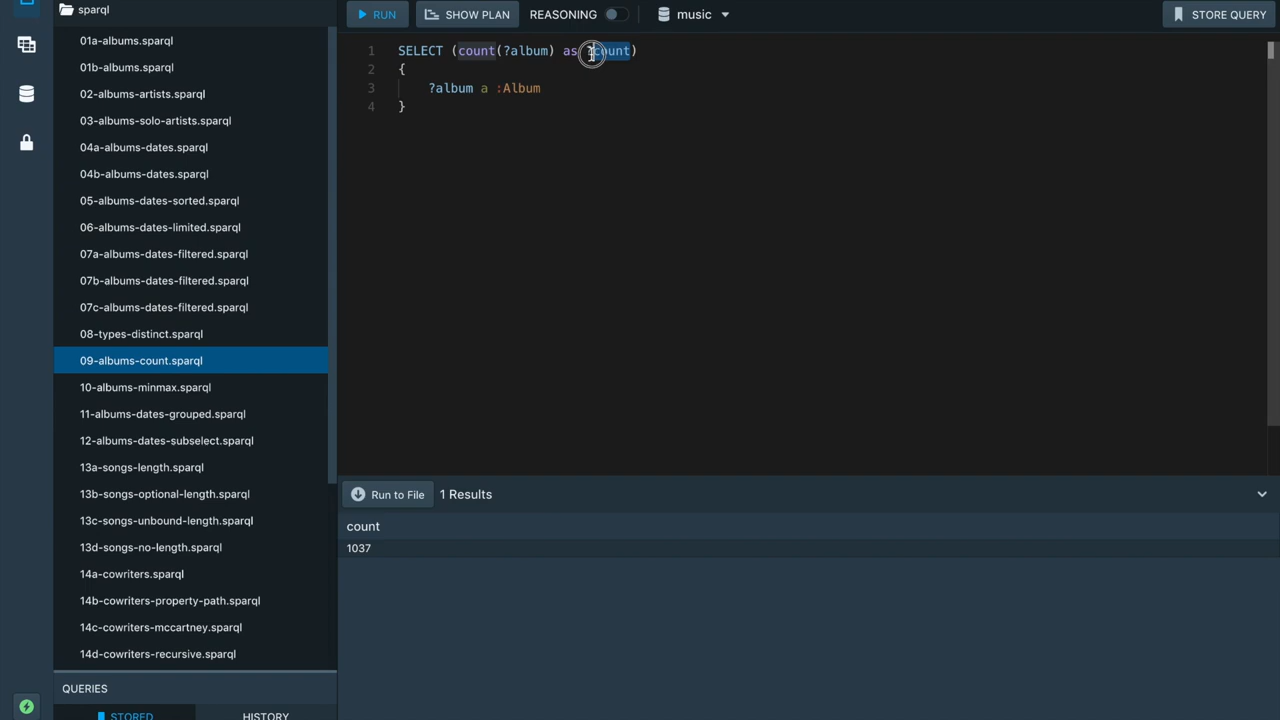 sparql
RUN
SHOW PLAN
REASONING
music
STORE QUERY
01a-albums.sparql
01b-albums.sparql
02-albums-artists.sparql
03-albums-solo-artists.sparql
04a-albums-dates.sparql
04b-albums-dates.sparql
05-albums-dates-sorted.sparql
06-albums-dates-limited.sparql
07a-albums-dates-filtered.sparql
07b-albums-dates-filtered.sparql
07c-albums-dates-filtered.sparql
08-types-distinct.sparql
09-albums-count.sparql
10-albums-minmax.sparql
11-albums-dates-grouped.sparql
12-albums-dates-subselect.sparql
13a-songs-length.sparql
13b-songs-optional-length.sparql
13c-songs-unbound-length.sparql
13d-songs-no-length.sparql
14a-cowriters.sparql
14b-cowriters-property-path.sparql
14c-cowriters-mccartney.sparql
14d-cowriters-recursive.sparql
QUERIES
STORED
HISTORY
1 SELECT (count(?album) as ?count)
2 {
3 ?album a :Album
4 }
Run to File
1 Results
count
1037